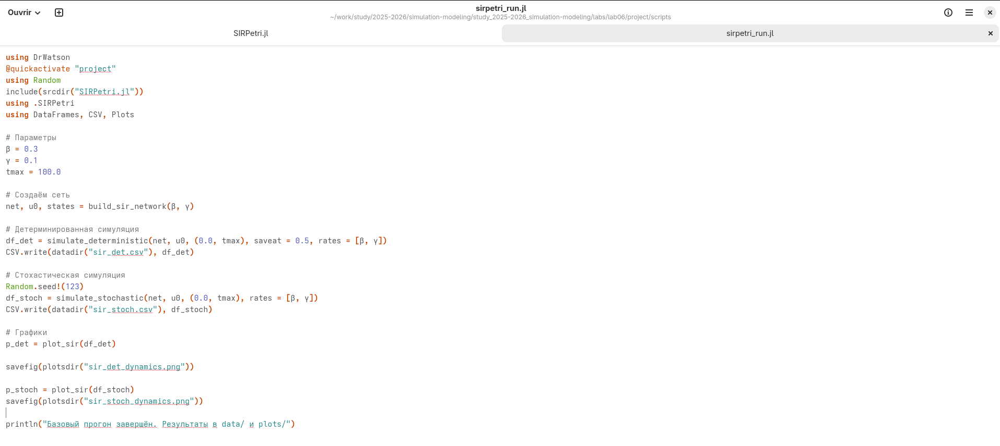 Ouvrir
sirpetri_run.jl
~/work/study/2025-2026/simulation-modeling/study_2025-2026_simulation-modeling/labs/lab06/project/scripts
SIRPetri.jl
sirpetri_run.jl
using DrWatson
@quickactivate "project"
using Random
include(srcdir("SIRPetri.jl"))
using .SIRPetri
using DataFrames, CSV, Plots
# Параметры
β = 0.3
γ = 0.1
tmax = 100.0
# Создаём сеть
net, u0, states = build_sir_network(β, γ)
# Детерминированная симуляция
df_det = simulate_deterministic(net, u0, (0.0, tmax), saveat = 0.5, rates = [β, γ])
CSV.write(datadir("sir_det.csv"), df_det)
# Стохастическая симуляция
Random.seed!(123)
df_stoch = simulate_stochastic(net, u0, (0.0, tmax), rates = [β, γ])
CSV.write(datadir("sir_stoch.csv"), df_stoch)
# Графики
p_det = plot_sir(df_det)
savefig(plotsdir("sir_det_dynamics.png"))
p_stoch = plot_sir(df_stoch)
savefig(plotsdir("sir_stoch_dynamics.png"))
println("Базовый прогон завершён. Результаты в data/ и plots/")